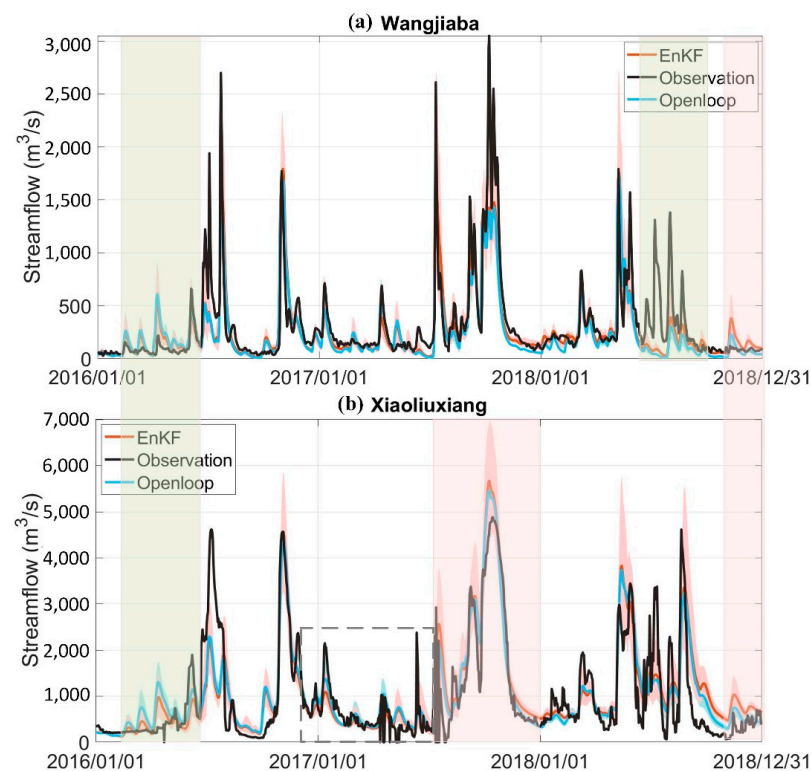 (a) Wangjiaba
Streamflow (m³/s)
3,000
2,500
2,000
1,500
1,000
500
0
EnKF
Observation
Openloop
2016/01/01
2017/01/01
2018/01/01
2018/12/31
(b) Xiaoliuxiang
Streamflow (m³/s)
7,000
6,000
5,000
4,000
3,000
2,000
1,000
0
EnKF
Observation
Openloop
2016/01/01
2017/01/01
2018/01/01
2018/12/31